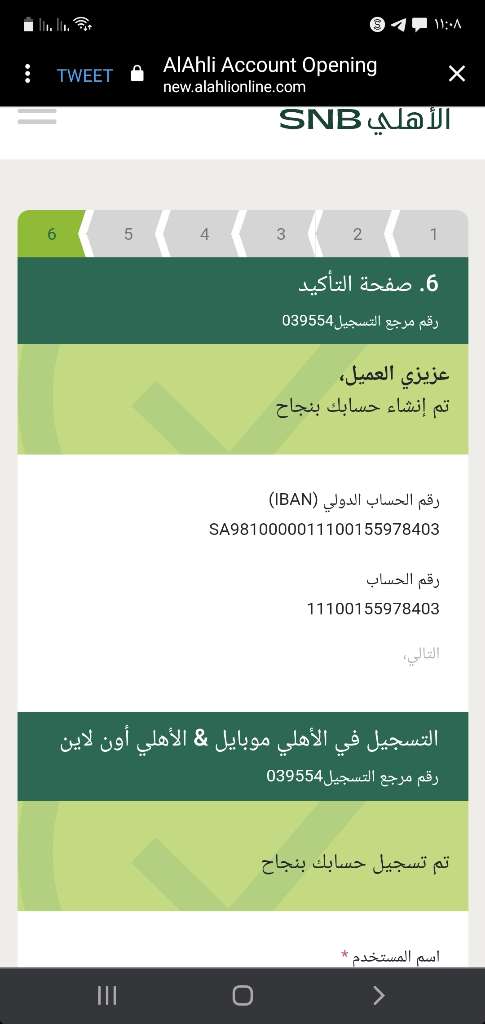 ١١:٠٨
TWEET
AlAhli Account Opening
new.alahlionline.com
SNB الأهلي
6 5 4 3 2 1
6. صفحة التأكيد
رقم مرجع التسجيل039554
عزيزي العميل،
تم إنشاء حسابك بنجاح
رقم الحساب الدولي (IBAN)
SA9810000011100155978403
رقم الحساب
11100155978403
التالي،
التسجيل في الأهلي موبايل & الأهلي أون لاين
رقم مرجع التسجيل039554
تم تسجيل حسابك بنجاح
اسم المستخدم *